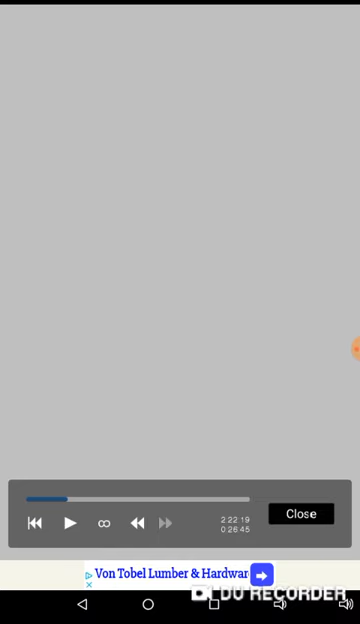 2:22:19
Close
0:26:45
Von Tobel Lumber & Hardwar
DU RECORDER